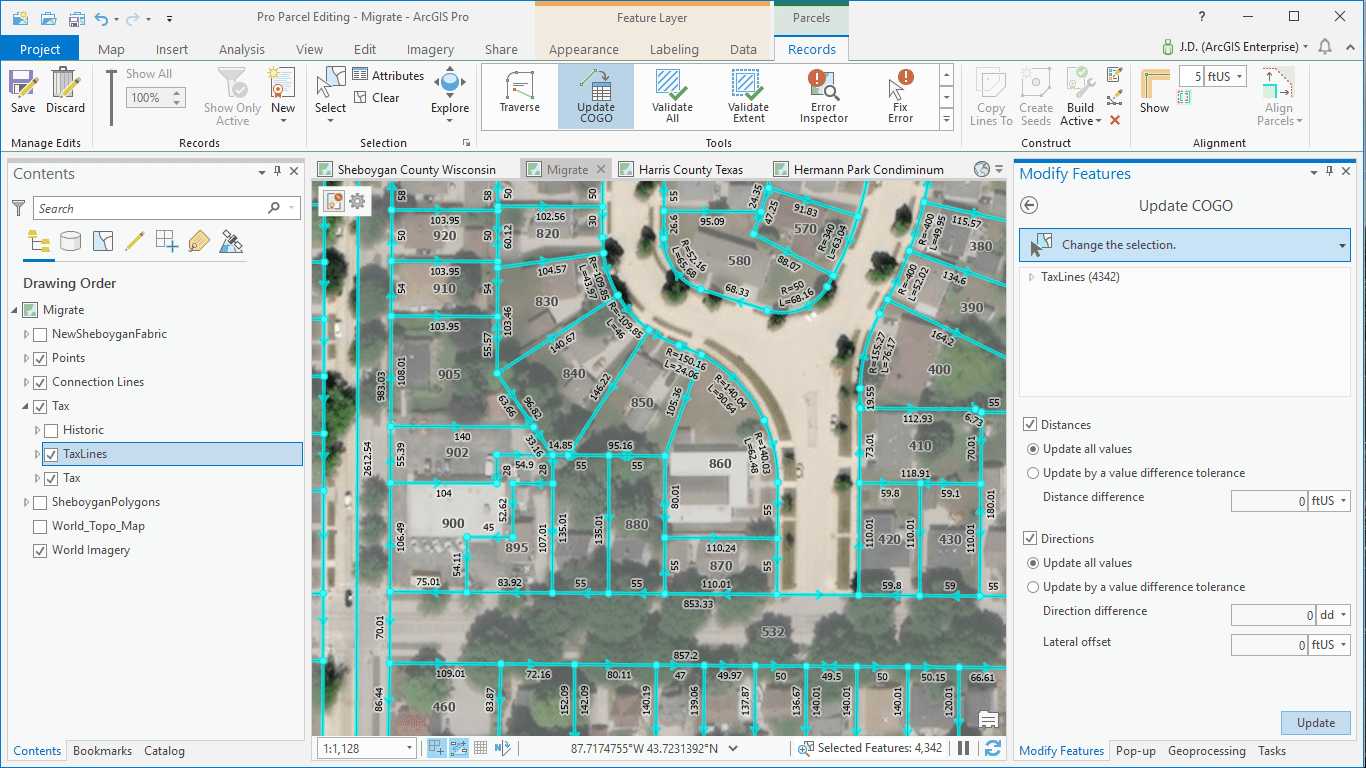 Pro Parcel Editing - Migrate - ArcGIS Pro
Feature Layer
Parcels
?
Project
Map
Insert
Analysis
View
Edit
Imagery
Share
Appearance
Labeling
Data
Records
J.D. (ArcGIS Enterprise)
Save
Discard
Manage Edits
Show All
100%
Show Only Active
New
Records
Select
Attributes
Clear
Explore
Selection
Traverse
Update COGO
Validate All
Validate Extent
Error Inspector
Fix Error
Tools
Copy Lines To
Create Seeds
Build Active
Construct
Show
5 ftUS
Align Parcels
Alignment
Contents
Search
Drawing Order
Migrate
NewSheboyganFabric
Points
Connection Lines
Tax
Historic
TaxLines
Tax
SheboyganPolygons
World_Topo_Map
World Imagery
Contents
Bookmarks
Catalog
Sheboygan County Wisconsin
Migrate
Harris County Texas
Hermann Park Condiminum
58
50
50
30
55
26.6
24.35
47.25
103.95
920
102.56
820
60.12
50
95.09
91.83
570
R=340
L=63.04
R=-400
L=49.95
115.57
380
103.95
910
54
54
104.57
830
R=-109.85
L=43.97
R=52.16
L=65.68
580
88.07
68.33
R=50
L=68.16
R=-400
L=52.02
134.6
390
103.95
103.46
55.57
140.67
R=-109.85
L=46
164.2
983.03
108.01
905
840
146.22
850
105.36
R=150.16
L=24.06
R=140.04
L=90.64
R=155.27
L=76.17
400
63.66
96.82
19.55
55
112.93
6.73
140
902
33.16
14.85
95.16
R=140.03
L=62.48
73.01
410
70.01
2612.54
55.39
54.9
28
28
55
55
860
118.91
104
80.01
55
59.8
59.1
900
52.62
45
895
106.49
54.11
107.01
135.01
135.01
880
110.24
870
55
110.01
420
110.01
430
110.01
180.01
75.01
83.92
55
55
110.01
59.8
59
55
853.33
70.01
532
857.2
109.01
72.16
80.11
47
49.97
50
49.5
50
50.15
66.61
86.44
460
83.87
152.09
142.09
140.19
139.06
137.87
136.67
140.01
140.01
120.01
1:1,128
87.7174755°W 43.7231392°N
Selected Features: 4,342
Modify Features
Update COGO
Change the selection.
TaxLines (4342)
Distances
Update all values
Update by a value difference tolerance
Distance difference
0 ftUS
Directions
Update all values
Update by a value difference tolerance
Direction difference
0 dd
Lateral offset
0 ftUS
Update
Modify Features
Pop-up
Geoprocessing
Tasks